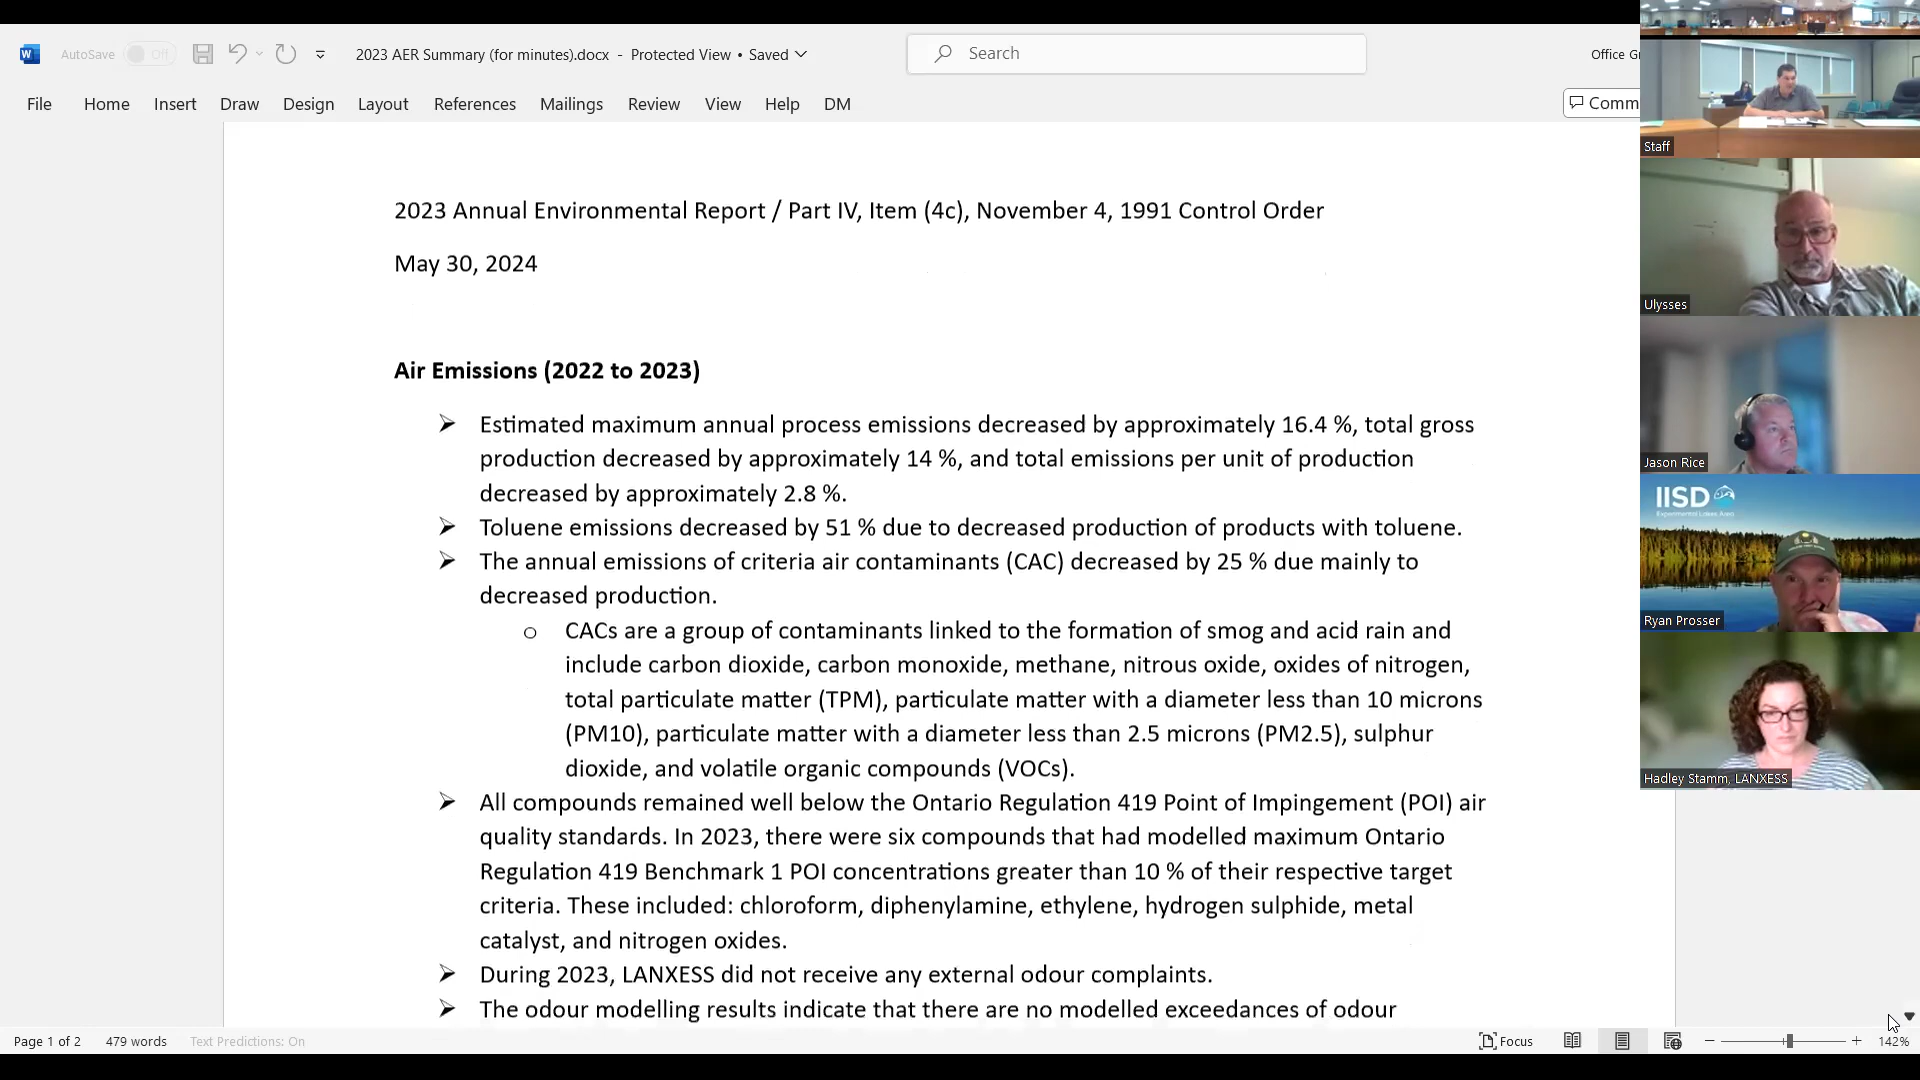 AutoSave Off 2023 AER Summary (for minutes).docx - Protected View • Saved Search Office Gr
File Home Insert Draw Design Layout References Mailings Review View Help DM Comm
2023 Annual Environmental Report / Part IV, Item (4c), November 4, 1991 Control Order
May 30, 2024
Air Emissions (2022 to 2023)
Estimated maximum annual process emissions decreased by approximately 16.4 %, total gross
production decreased by approximately 14 %, and total emissions per unit of production
decreased by approximately 2.8 %.
Toluene emissions decreased by 51 % due to decreased production of products with toluene.
The annual emissions of criteria air contaminants (CAC) decreased by 25 % due mainly to
decreased production.
CACs are a group of contaminants linked to the formation of smog and acid rain and
include carbon dioxide, carbon monoxide, methane, nitrous oxide, oxides of nitrogen,
total particulate matter (TPM), particulate matter with a diameter less than 10 microns
(PM10), particulate matter with a diameter less than 2.5 microns (PM2.5), sulphur
dioxide, and volatile organic compounds (VOCs).
All compounds remained well below the Ontario Regulation 419 Point of Impingement (POI) air
quality standards. In 2023, there were six compounds that had modelled maximum Ontario
Regulation 419 Benchmark 1 POI concentrations greater than 10 % of their respective target
criteria. These included: chloroform, diphenylamine, ethylene, hydrogen sulphide, metal
catalyst, and nitrogen oxides.
During 2023, LANXESS did not receive any external odour complaints.
The odour modelling results indicate that there are no modelled exceedances of odour
Page 1 of 2 479 words Text Predictions: On Focus 142%
Staff
Ulysses
Jason Rice
IISD
Experimental Lakes Area
Ryan Prosser
Hadley Stamm, LANXESS